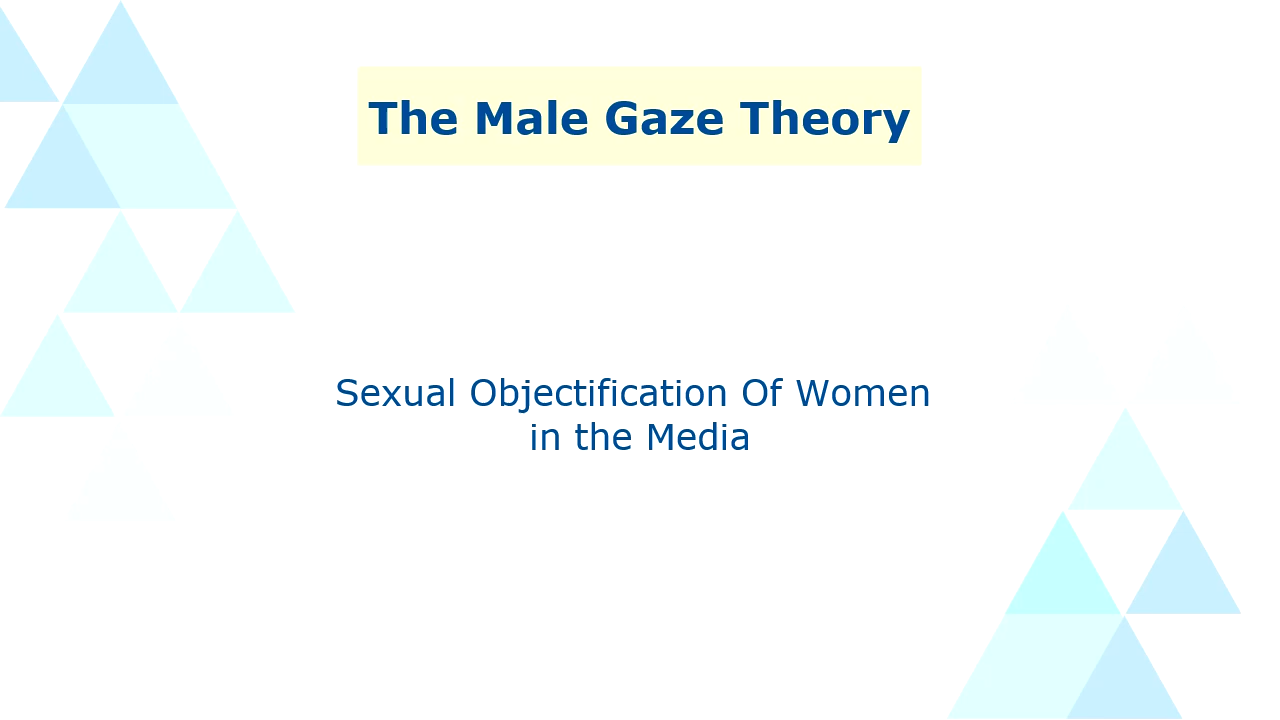 The Male Gaze Theory
Sexual Objectification Of Women
in the Media